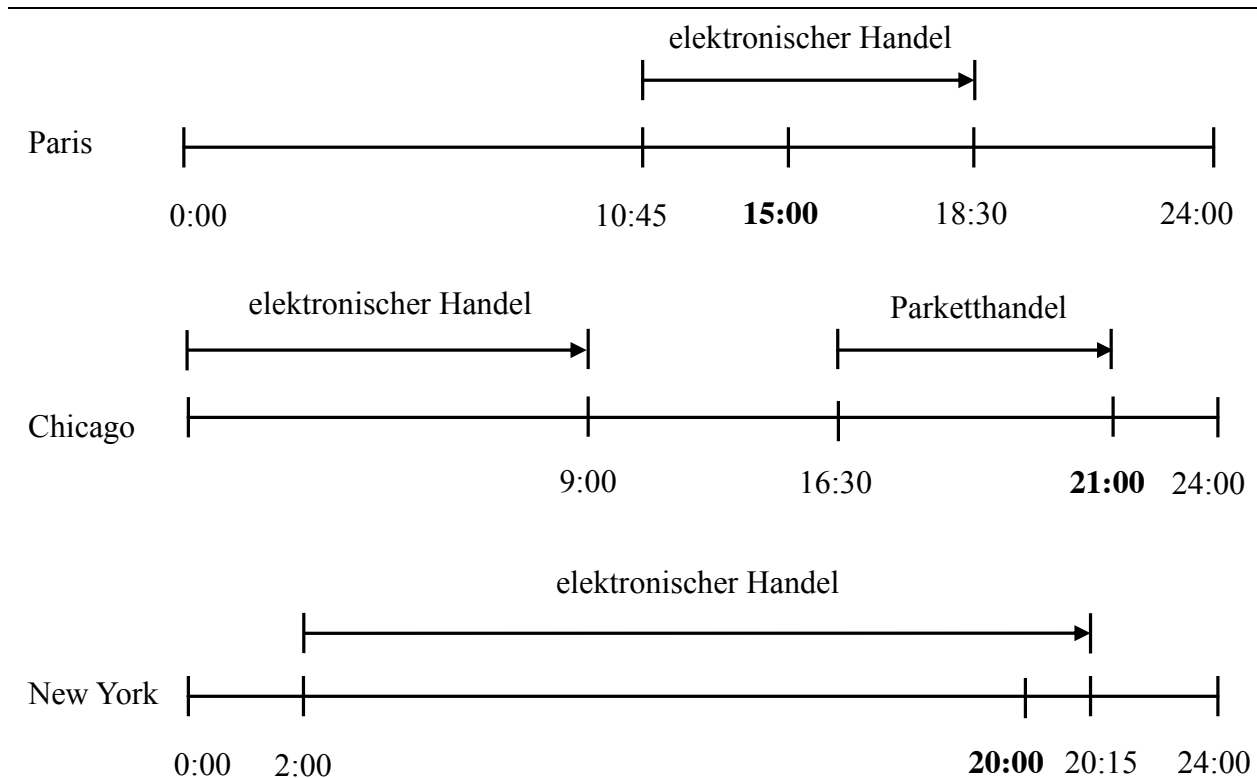 elektronischer Handel
Paris
0:00 10:45 15:00 18:30 24:00
elektronischer Handel Parketthandel
Chicago
9:00 16:30 21:00 24:00
elektronischer Handel
New York
0:00 2:00 20:00 20:15 24:00